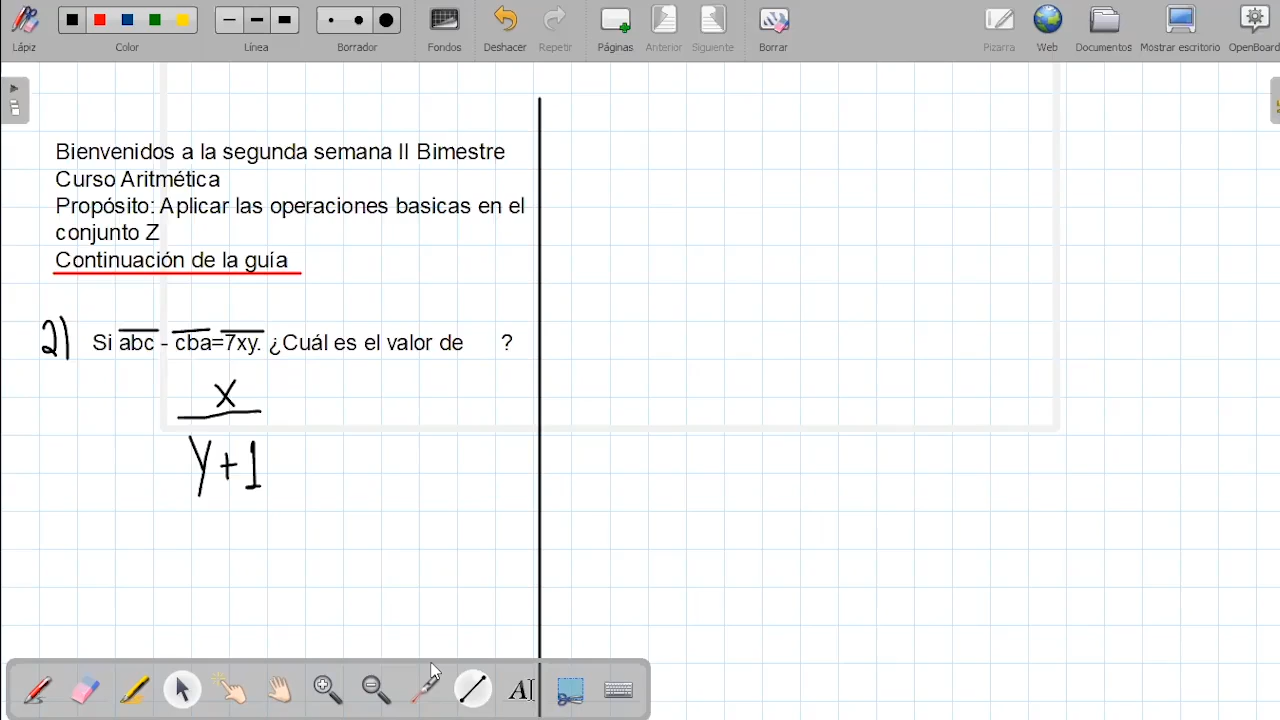 Lápiz Color Línea Borrador Fondos Deshacer Repetir Páginas Anterior Siguiente Borrar Pizarra Web Documentos Mostrar escritorio OpenBoard
Bienvenidos a la segunda semana II Bimestre
Curso Aritmética
Propósito: Aplicar las operaciones basicas en el
conjunto Z
Continuación de la guía
2) Si abc - cba=7xy. ¿Cuál es el valor de ?
x
y+1